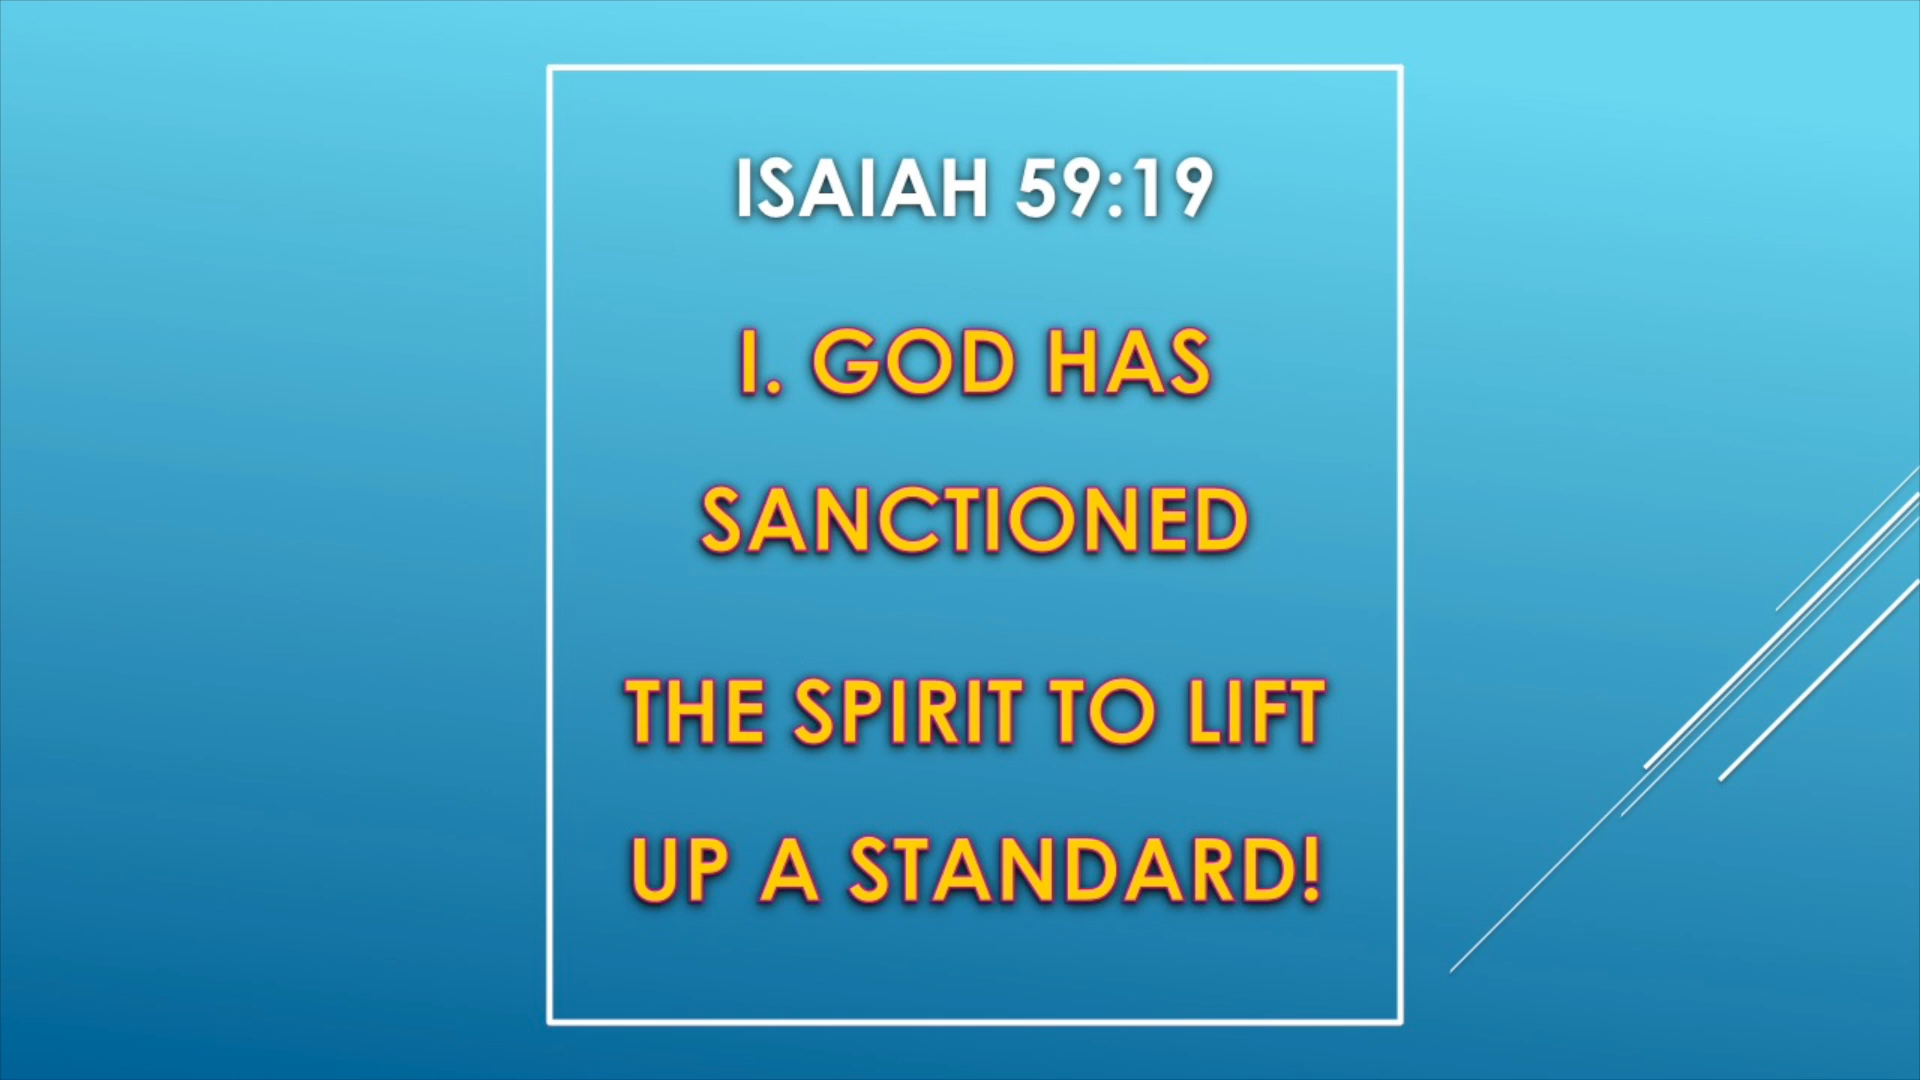 ISAIAH 59:19
I. GOD HAS
SANCTIONED
THE SPIRIT TO LIFT
UP A STANDARD!